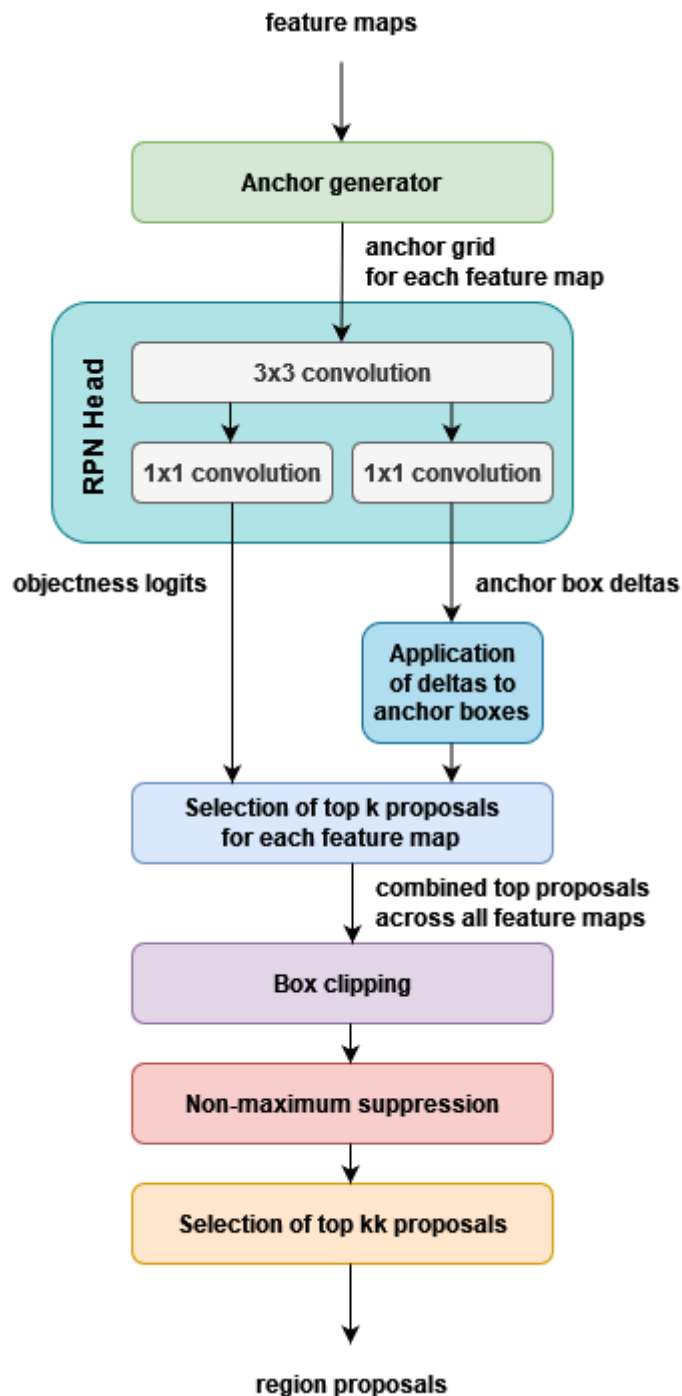 feature maps
Anchor generator
anchor grid
for each feature map
RPN Head
3x3 convolution
1x1 convolution
1x1 convolution
objectness logits
anchor box deltas
Application
of deltas to
anchor boxes
Selection of top k proposals
for each feature map
combined top proposals
across all feature maps
Box clipping
Non-maximum suppression
Selection of top kk proposals
region proposals